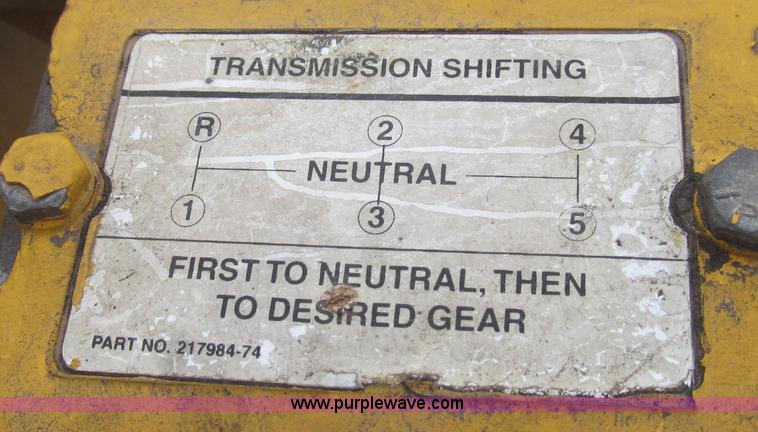 TRANSMISSION SHIFTING
R 2 4
NEUTRAL
1 3 5
FIRST TO NEUTRAL, THEN
TO DESIRED GEAR
PART NO. 217984-74
www.purplewave.com